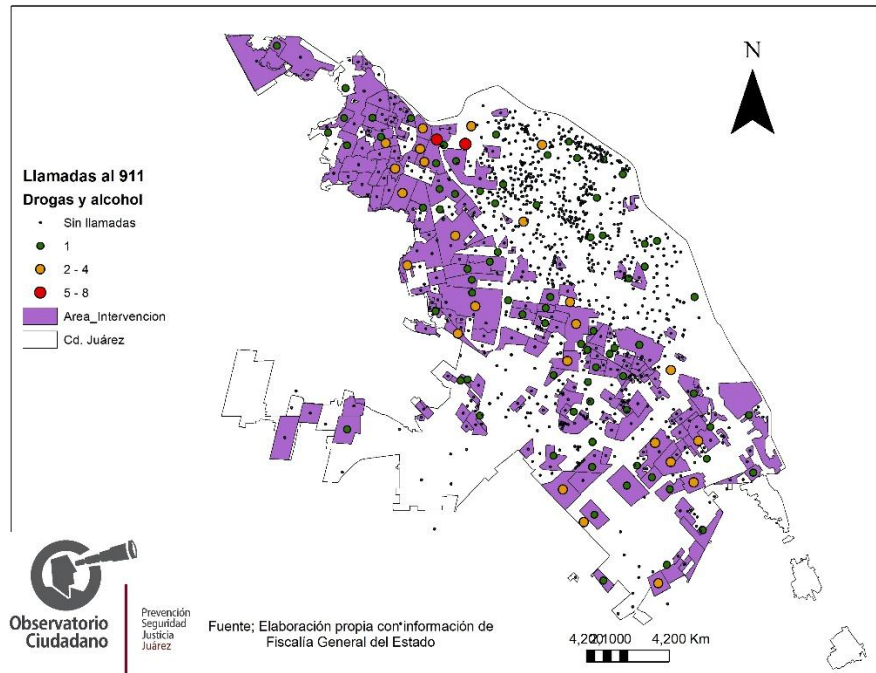 N
Llamadas al 911
Drogas y alcohol
Sin llamadas
1
2 - 4
5 - 8
Area_Intervencion
Cd. Juárez
Observatorio
Ciudadano
Prevención
Seguridad
Justicia
Juárez
Fuente; Elaboración propia con información de
Fiscalía General del Estado
4,200 Km